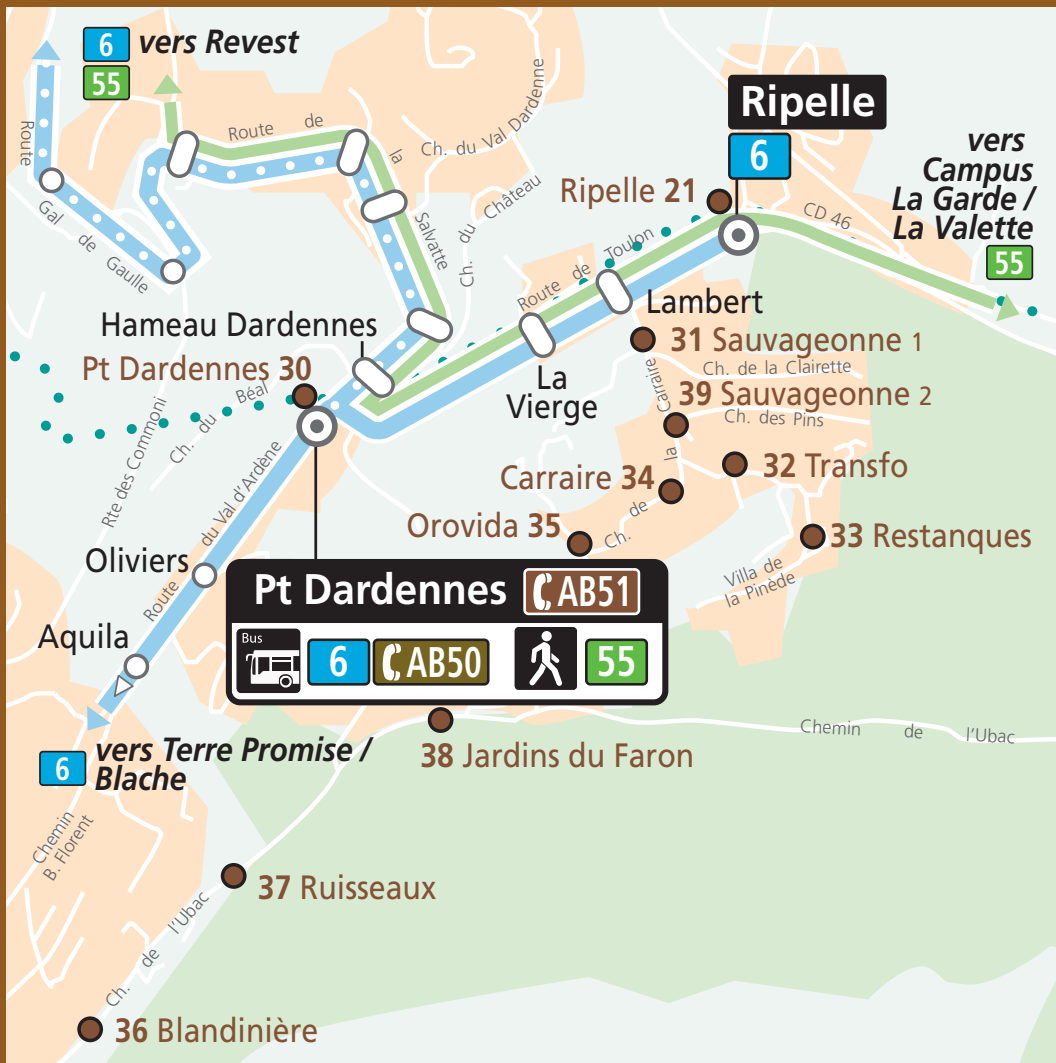 6 vers Revest
55
Route de la Salvatte
Ch. du Val Dardenne
Ch. du Château
Route Gal de Gaulle
Ripelle
6
Ripelle 21
CD 46
vers
Campus
La Garde /
La Valette
55
Route de Toulon
Lambert
Hameau Dardennes
Pt Dardennes 30
La
Vierge
31 Sauvageonne 1
Ch. de la Clairette
39 Sauvageonne 2
Ch. des Pins
Ch. de la Carraire
32 Transfo
Carraire 34
Orovida 35
33 Restanques
Villa de
la Pinède
Ch. du Béal
Rte des Communi
Route du Val d'Ardène
Oliviers
Aquila
Pt Dardennes AB51
Bus
6 AB50 55
6 vers Terre Promise /
Blache
38 Jardins du Faron
Chemin de l'Ubac
Chemin
B. Florent
37 Ruisseaux
Ch. de l'Ubac
36 Blandinière